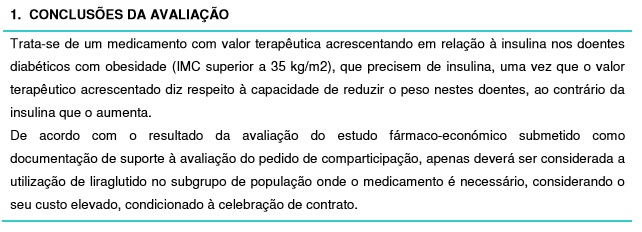 1. CONCLUSÕES DA AVALIAÇÃO
Trata-se de um medicamento com valor terapêutica acrescentando em relação à insulina nos doentes
diabéticos com obesidade (IMC superior a 35 kg/m2), que precisem de insulina, uma vez que o valor
terapêutico acrescentado diz respeito à capacidade de reduzir o peso nestes doentes, ao contrário da
insulina que o aumenta.
De acordo com o resultado da avaliação do estudo fármaco-económico submetido como
documentação de suporte à avaliação do pedido de comparticipação, apenas deverá ser considerada a
utilização de liraglutido no subgrupo de população onde o medicamento é necessário, considerando o
seu custo elevado, condicionado à celebração de contrato.